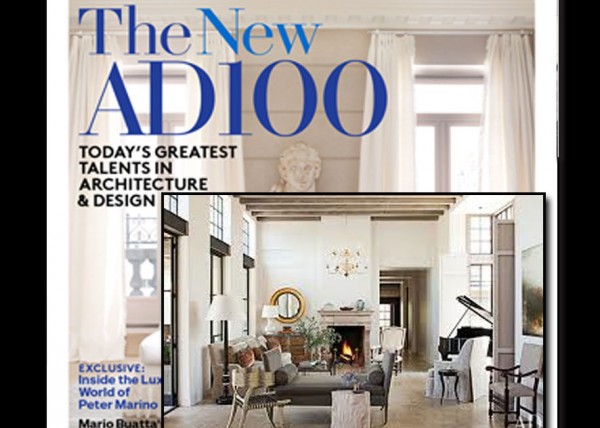 The New
AD100
TODAY'S GREATEST
TALENTS IN
ARCHITECTURE
& DESIGN
EXCLUSIVE:
Inside the Lux
World of
Peter Marino
Mario Buatta'